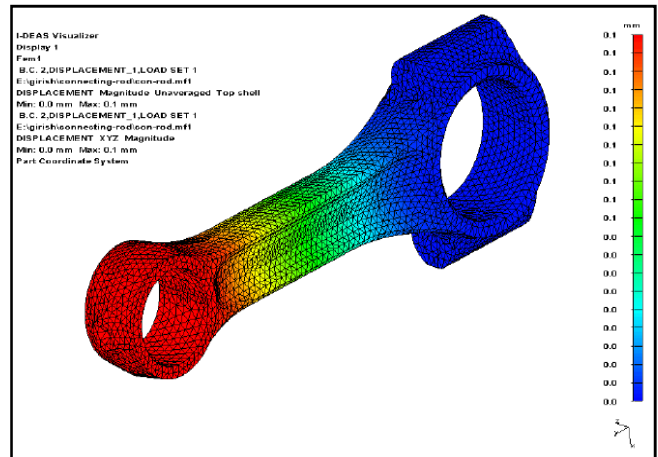 I-DEAS Visualizer
Display 1
Fem1
B.C. 2,DISPLACEMENT_1,LOAD SET 1
E:\girish\connecting-rod\con-rod.mf1
DISPLACEMENT Magnitude Unaveraged Top shell
Min: 0.0 mm Max: 0.1 mm
B.C. 2,DISPLACEMENT_1,LOAD SET 1
E:\girish\connecting-rod\con-rod.mf1
DISPLACEMENT XYZ Magnitude
Min: 0.0 mm Max: 0.1 mm
Part Coordinate System
mm
0.1
0.1
0.1
0.1
0.1
0.1
0.1
0.1
0.1
0.1
0.1
0.0
0.0
0.0
0.0
0.0
0.0
0.0
0.0
0.0
0.0